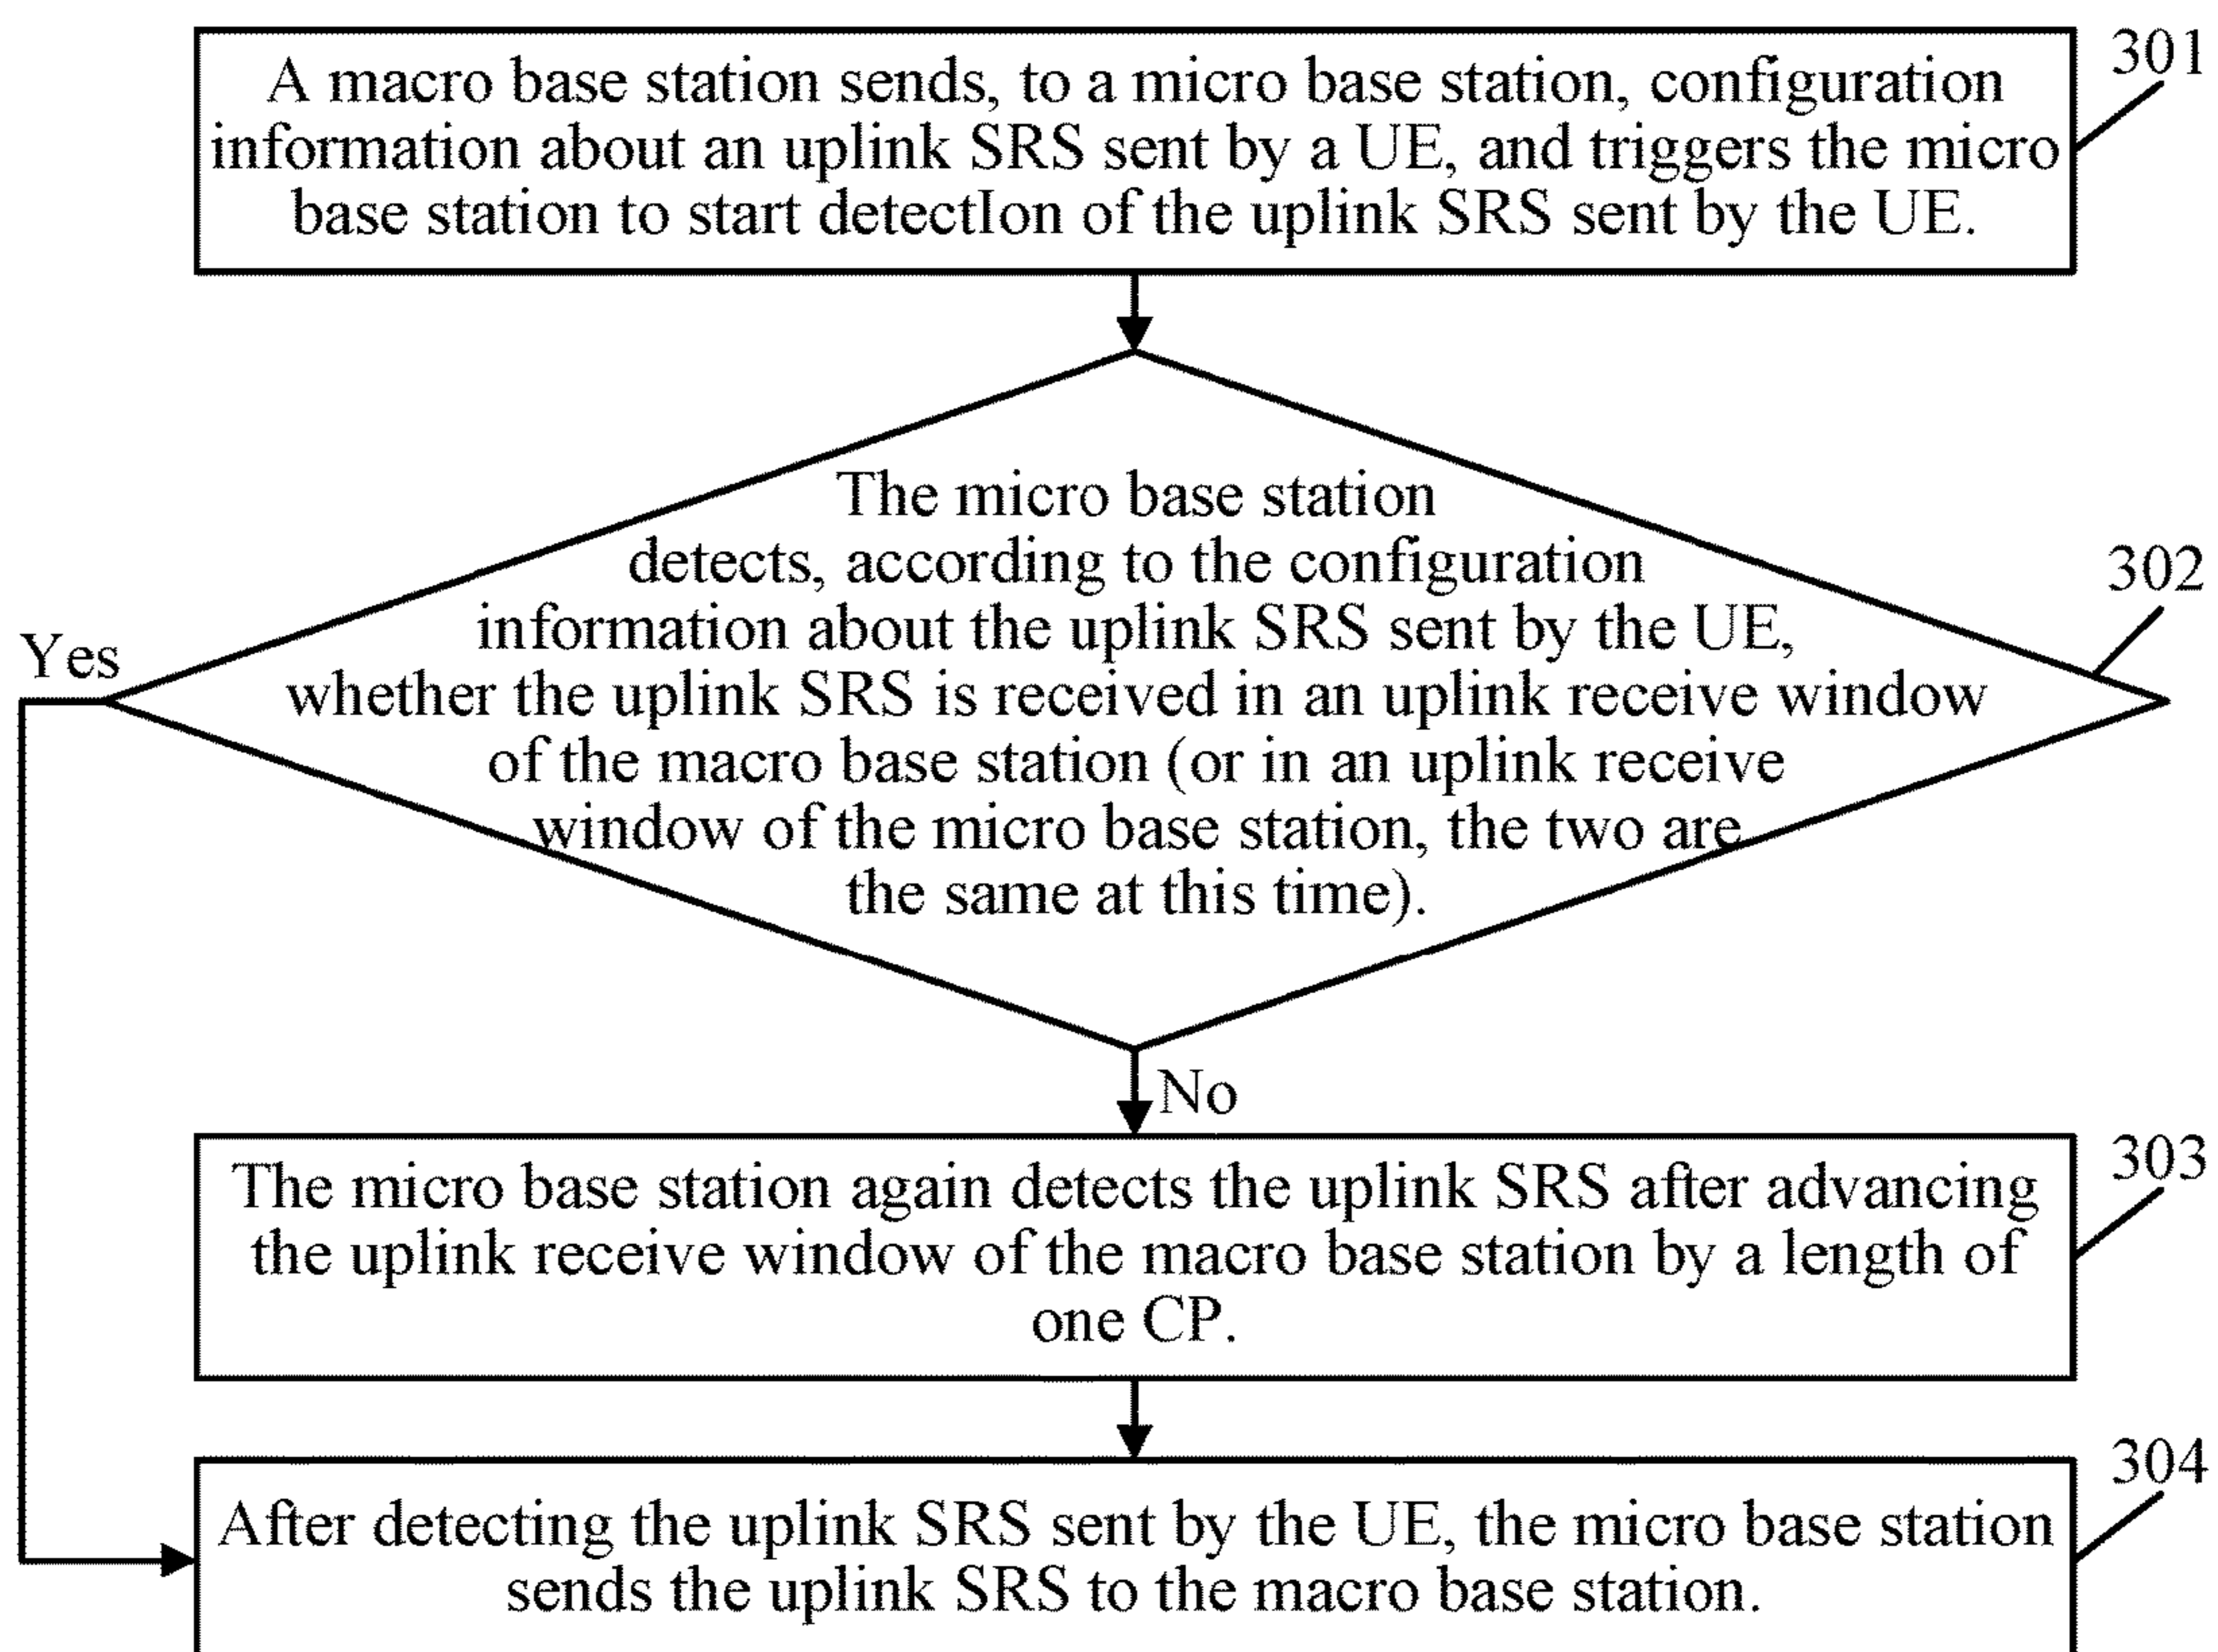 A macro base station sends, to a micro base station, configuration
information about an uplink SRS sent by a UE, and triggers the micro
base station to start detectIon of the uplink SRS sent by the UE.
301
The micro base station
detects, according to the configuration
information about the uplink SRS sent by the UE,
whether the uplink SRS is received in an uplink receive window
of the macro base station (or in an uplink receive
window of the micro base station, the two are
the same at this time).
302
Yes
No
The micro base station again detects the uplink SRS after advancing
the uplink receive window of the macro base station by a length of
one CP.
303
After detecting the uplink SRS sent by the UE, the micro base station
sends the uplink SRS to the macro base station.
304